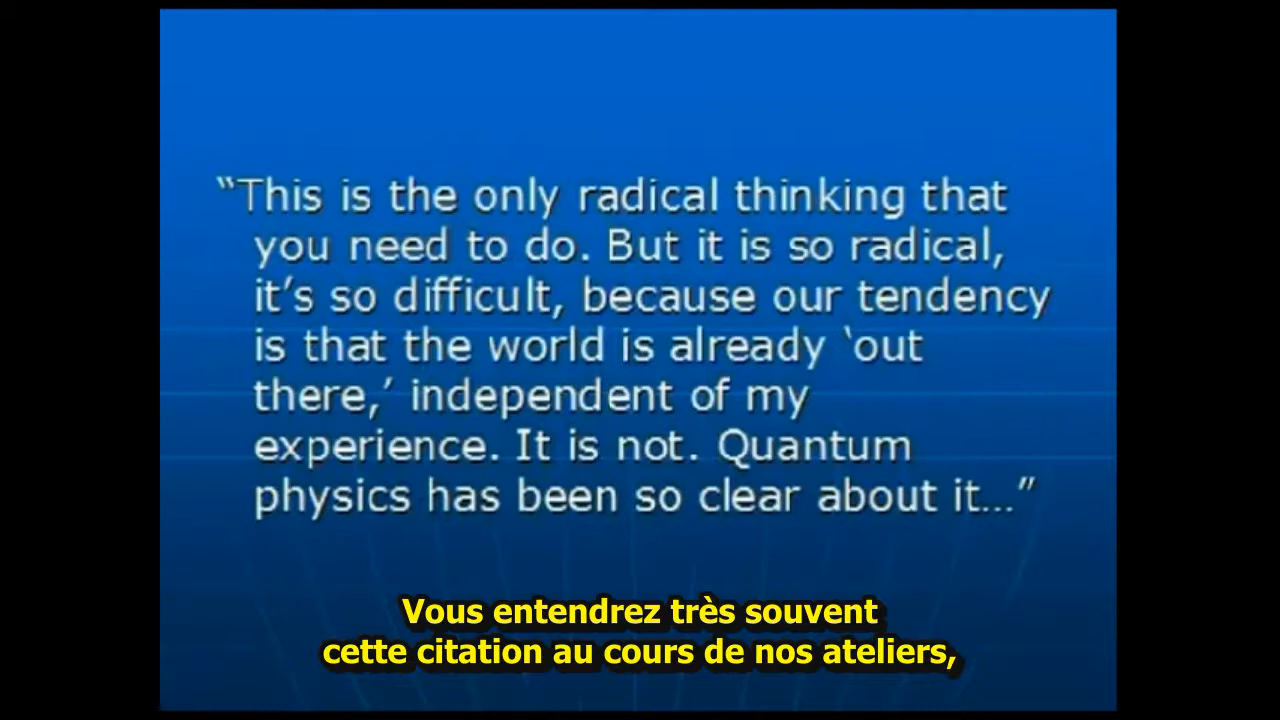 “This is the only radical thinking that
you need to do. But it is so radical,
it’s so difficult, because our tendency
is that the world is already ‘out
there,’ independent of my
experience. It is not. Quantum
physics has been so clear about it…”
Vous entendrez très souvent
cette citation au cours de nos ateliers,